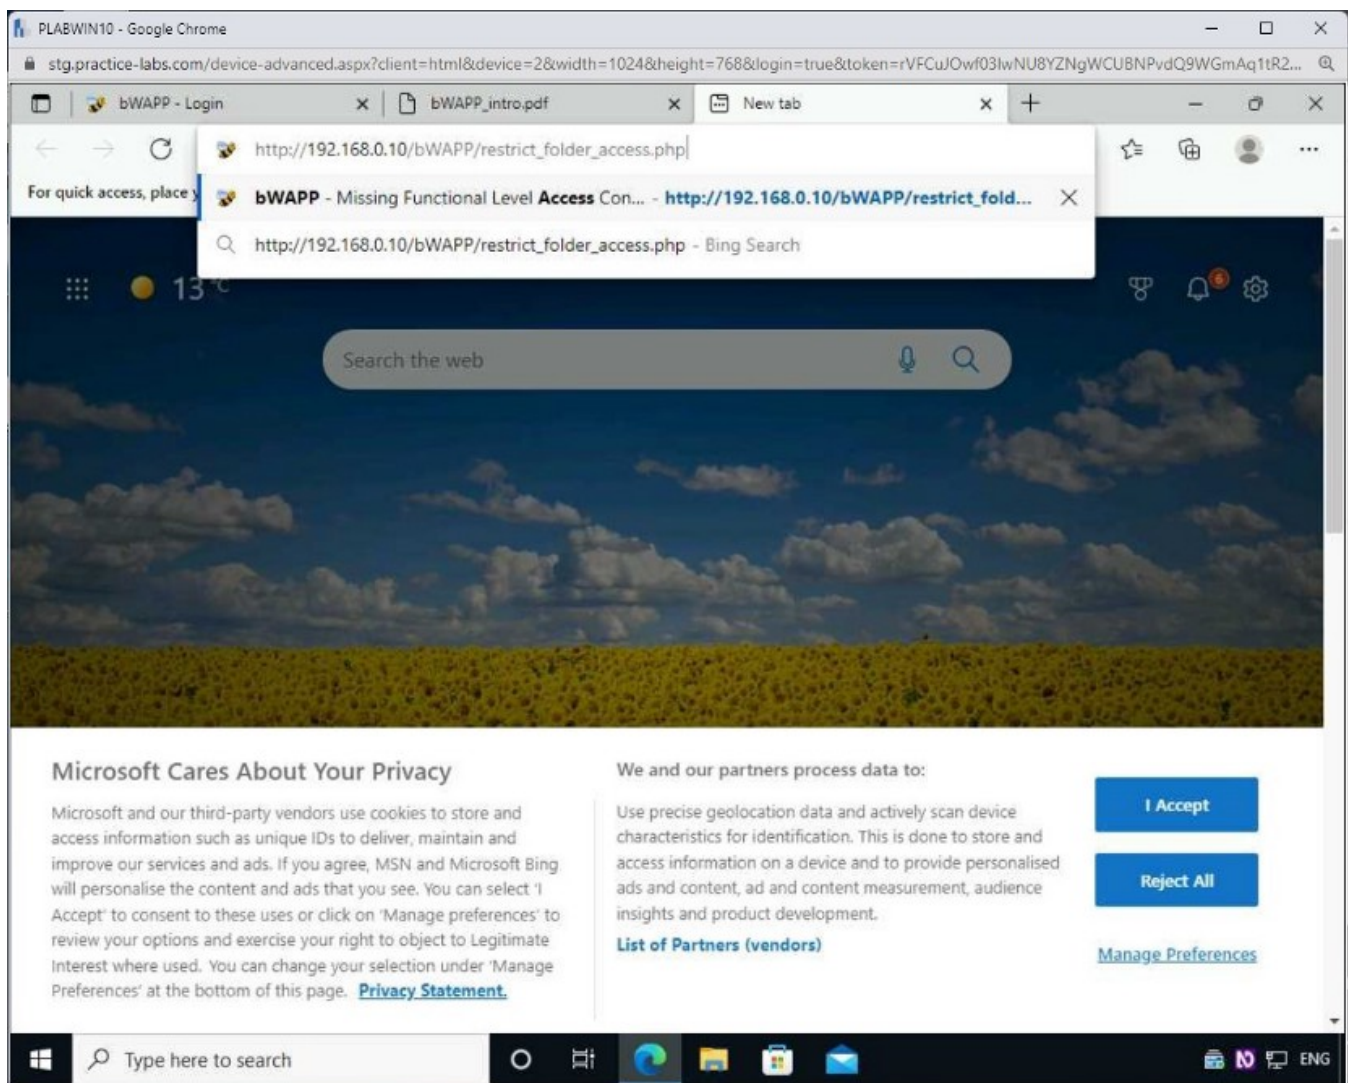 PLABWIN10 - Google Chrome
stg.practice-labs.com/device-advanced.aspx?client=html&device=2&width=1024&height=768&login=true&token=rVFCuJOwf03IwNU8YZNgWCUBNPvdQ9WGmAq1tR2...
bWAPP - Login
bWAPP_intro.pdf
New tab
http://192.168.0.10/bWAPP/restrict_folder_access.php
For quick access, place y
bWAPP - Missing Functional Level Access Con... - http://192.168.0.10/bWAPP/restrict_fold...
http://192.168.0.10/bWAPP/restrict_folder_access.php - Bing Search
13 °C
6
Search the web
Microsoft Cares About Your Privacy
Microsoft and our third-party vendors use cookies to store and
access information such as unique IDs to deliver, maintain and
improve our services and ads. If you agree, MSN and Microsoft Bing
will personalise the content and ads that you see. You can select 'I
Accept' to consent to these uses or click on 'Manage preferences' to
review your options and exercise your right to object to Legitimate
Interest where used. You can change your selection under 'Manage
Preferences' at the bottom of this page. Privacy Statement.
We and our partners process data to:
Use precise geolocation data and actively scan device
characteristics for identification. This is done to store and
access information on a device and to provide personalised
ads and content, ad and content measurement, audience
insights and product development.
List of Partners (vendors)
I Accept
Reject All
Manage Preferences
Type here to search
ENG